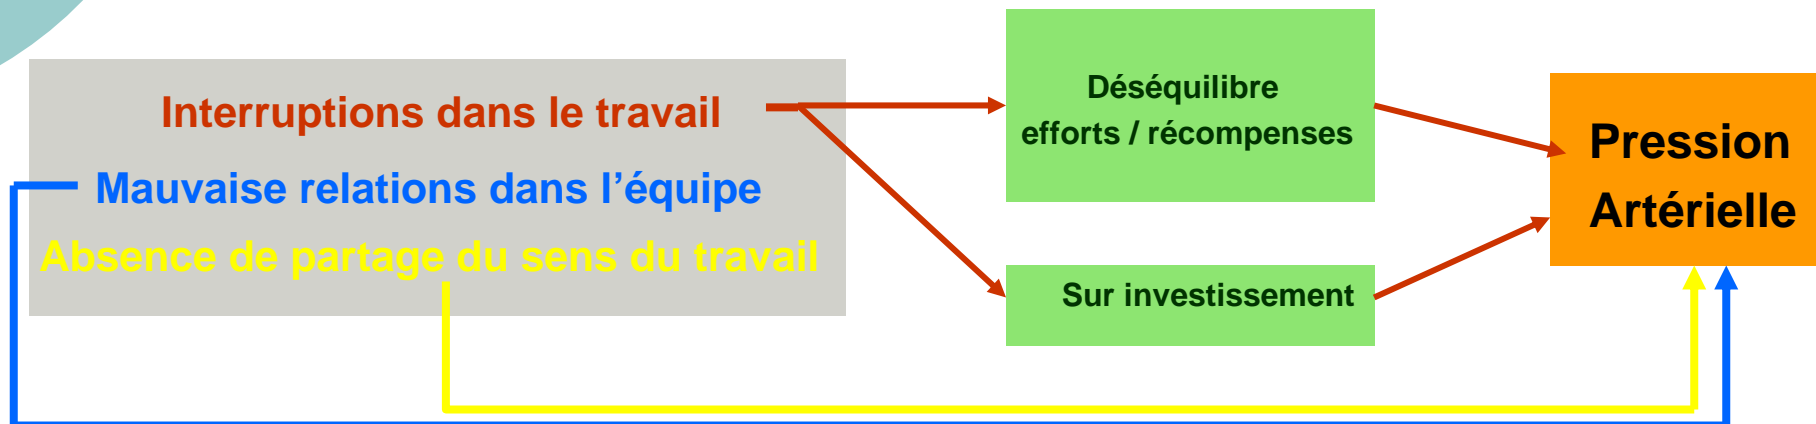 Interruptions dans le travail
Mauvaise relations dans l’équipe
Absence de partage du sens du travail
Déséquilibre
efforts / récompenses
Sur investissement
Pression
Artérielle